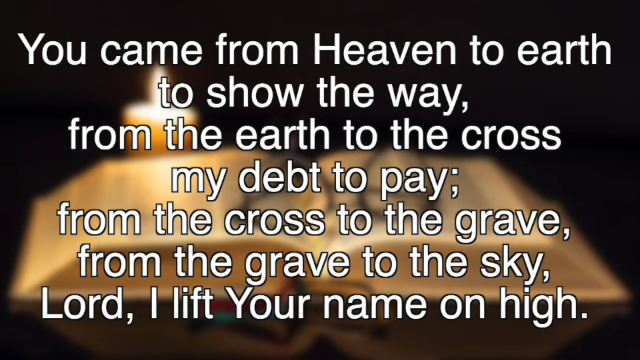 You came from Heaven to earth
to show the way,
from the earth to the cross
my debt to pay;
from the cross to the grave,
from the grave to the sky,
Lord, I lift Your name on high.